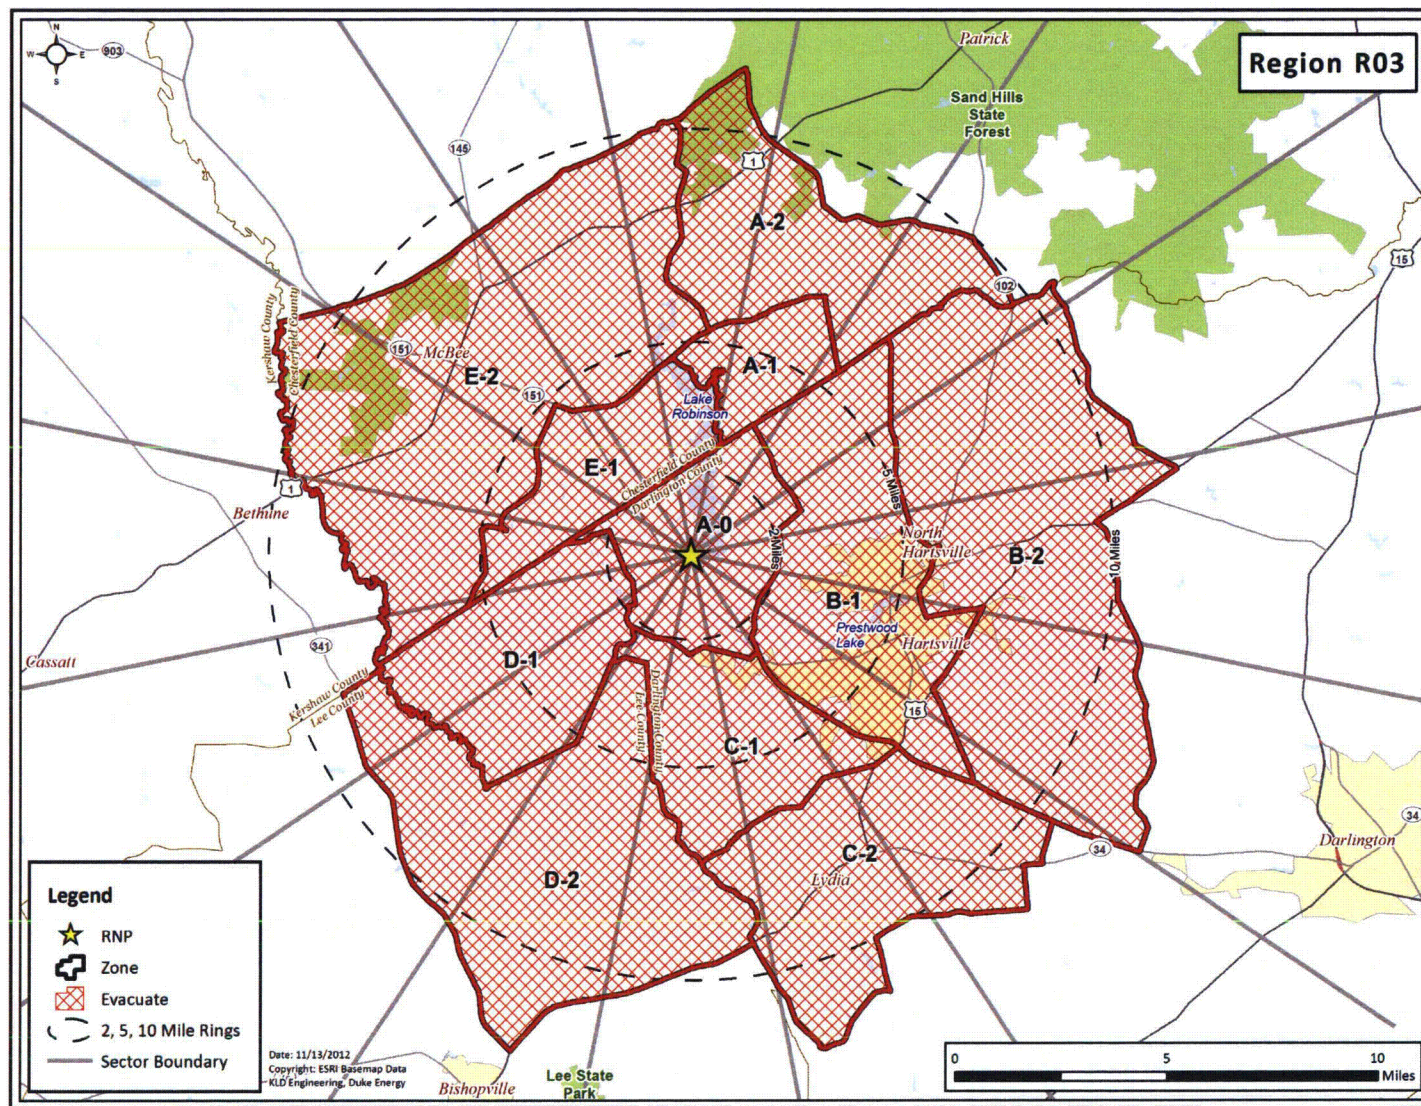 Region R03
N
W
E
S
903
Patrick
Sand Hills
State
Forest
145
1
A-2
15
102
Kershaw County
Chesterfield County
151
McBee
E-2
151
A-1
Lake
Robinson
E-1
Chesterfield County
Darlington County
5 Miles
1
Bethune
A-0
2 Miles
North
Hartsville
B-2
10 Miles
B-1
Prestwood
Lake
Hartsville
341
Cassatt
D-1
Kershaw County
Lee County
Darlington County
Lee County
15
C-1
34
Darlington
34
C-2
Lydia
D-2
Legend
RNP
Zone
Evacuate
2, 5, 10 Mile Rings
Sector Boundary
Date: 11/13/2012
Copyright: ESRI Basemap Data
KLD Engineering, Duke Energy
Bishopville
Lee State
Park
0
5
10
Miles